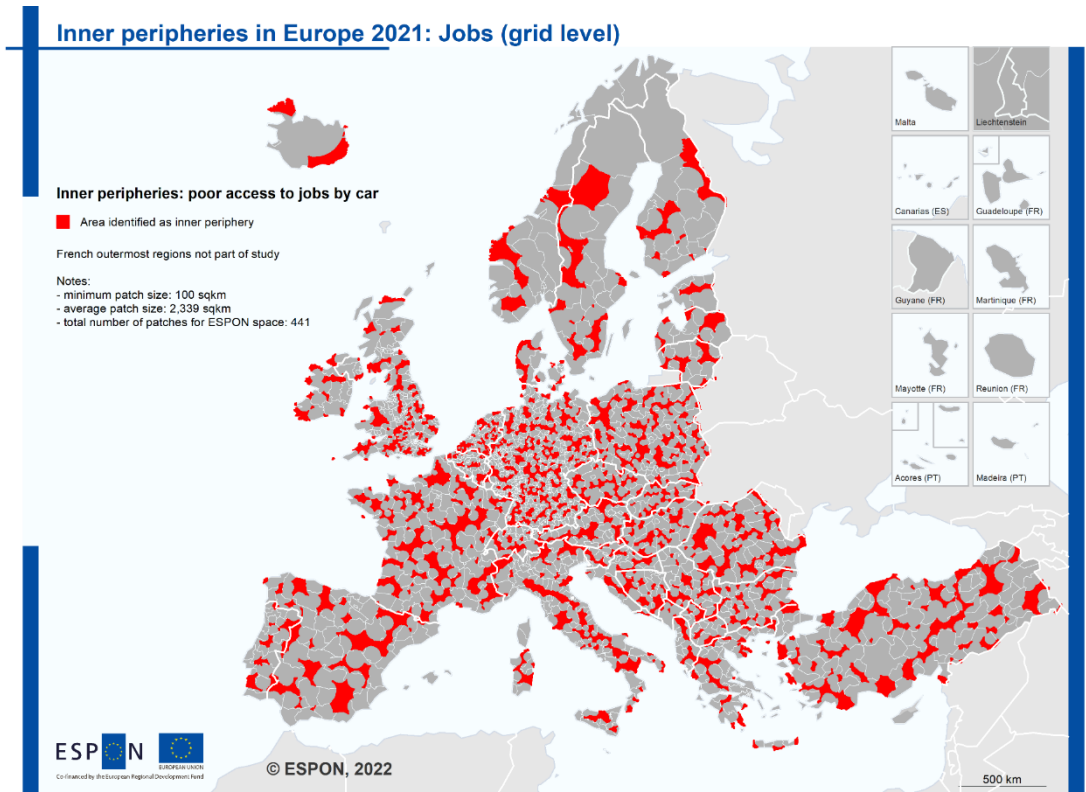 Inner peripheries in Europe 2021: Jobs (grid level)
Inner peripheries: poor access to jobs by car
Area identified as inner periphery
French outermost regions not part of study
Notes:
- minimum patch size: 100 sqkm
- average patch size: 2,339 sqkm
- total number of patches for ESPON space: 441
Malta
Liechtenstein
Canarias (ES)
Guadeloupe (FR)
Guyane (FR)
Martinique (FR)
Mayotte (FR)
Reunion (FR)
Acores (PT)
Madeira (PT)
ESPON
EUROPEAN UNION
Co-financed by the European Regional Development Fund
© ESPON, 2022
500 km